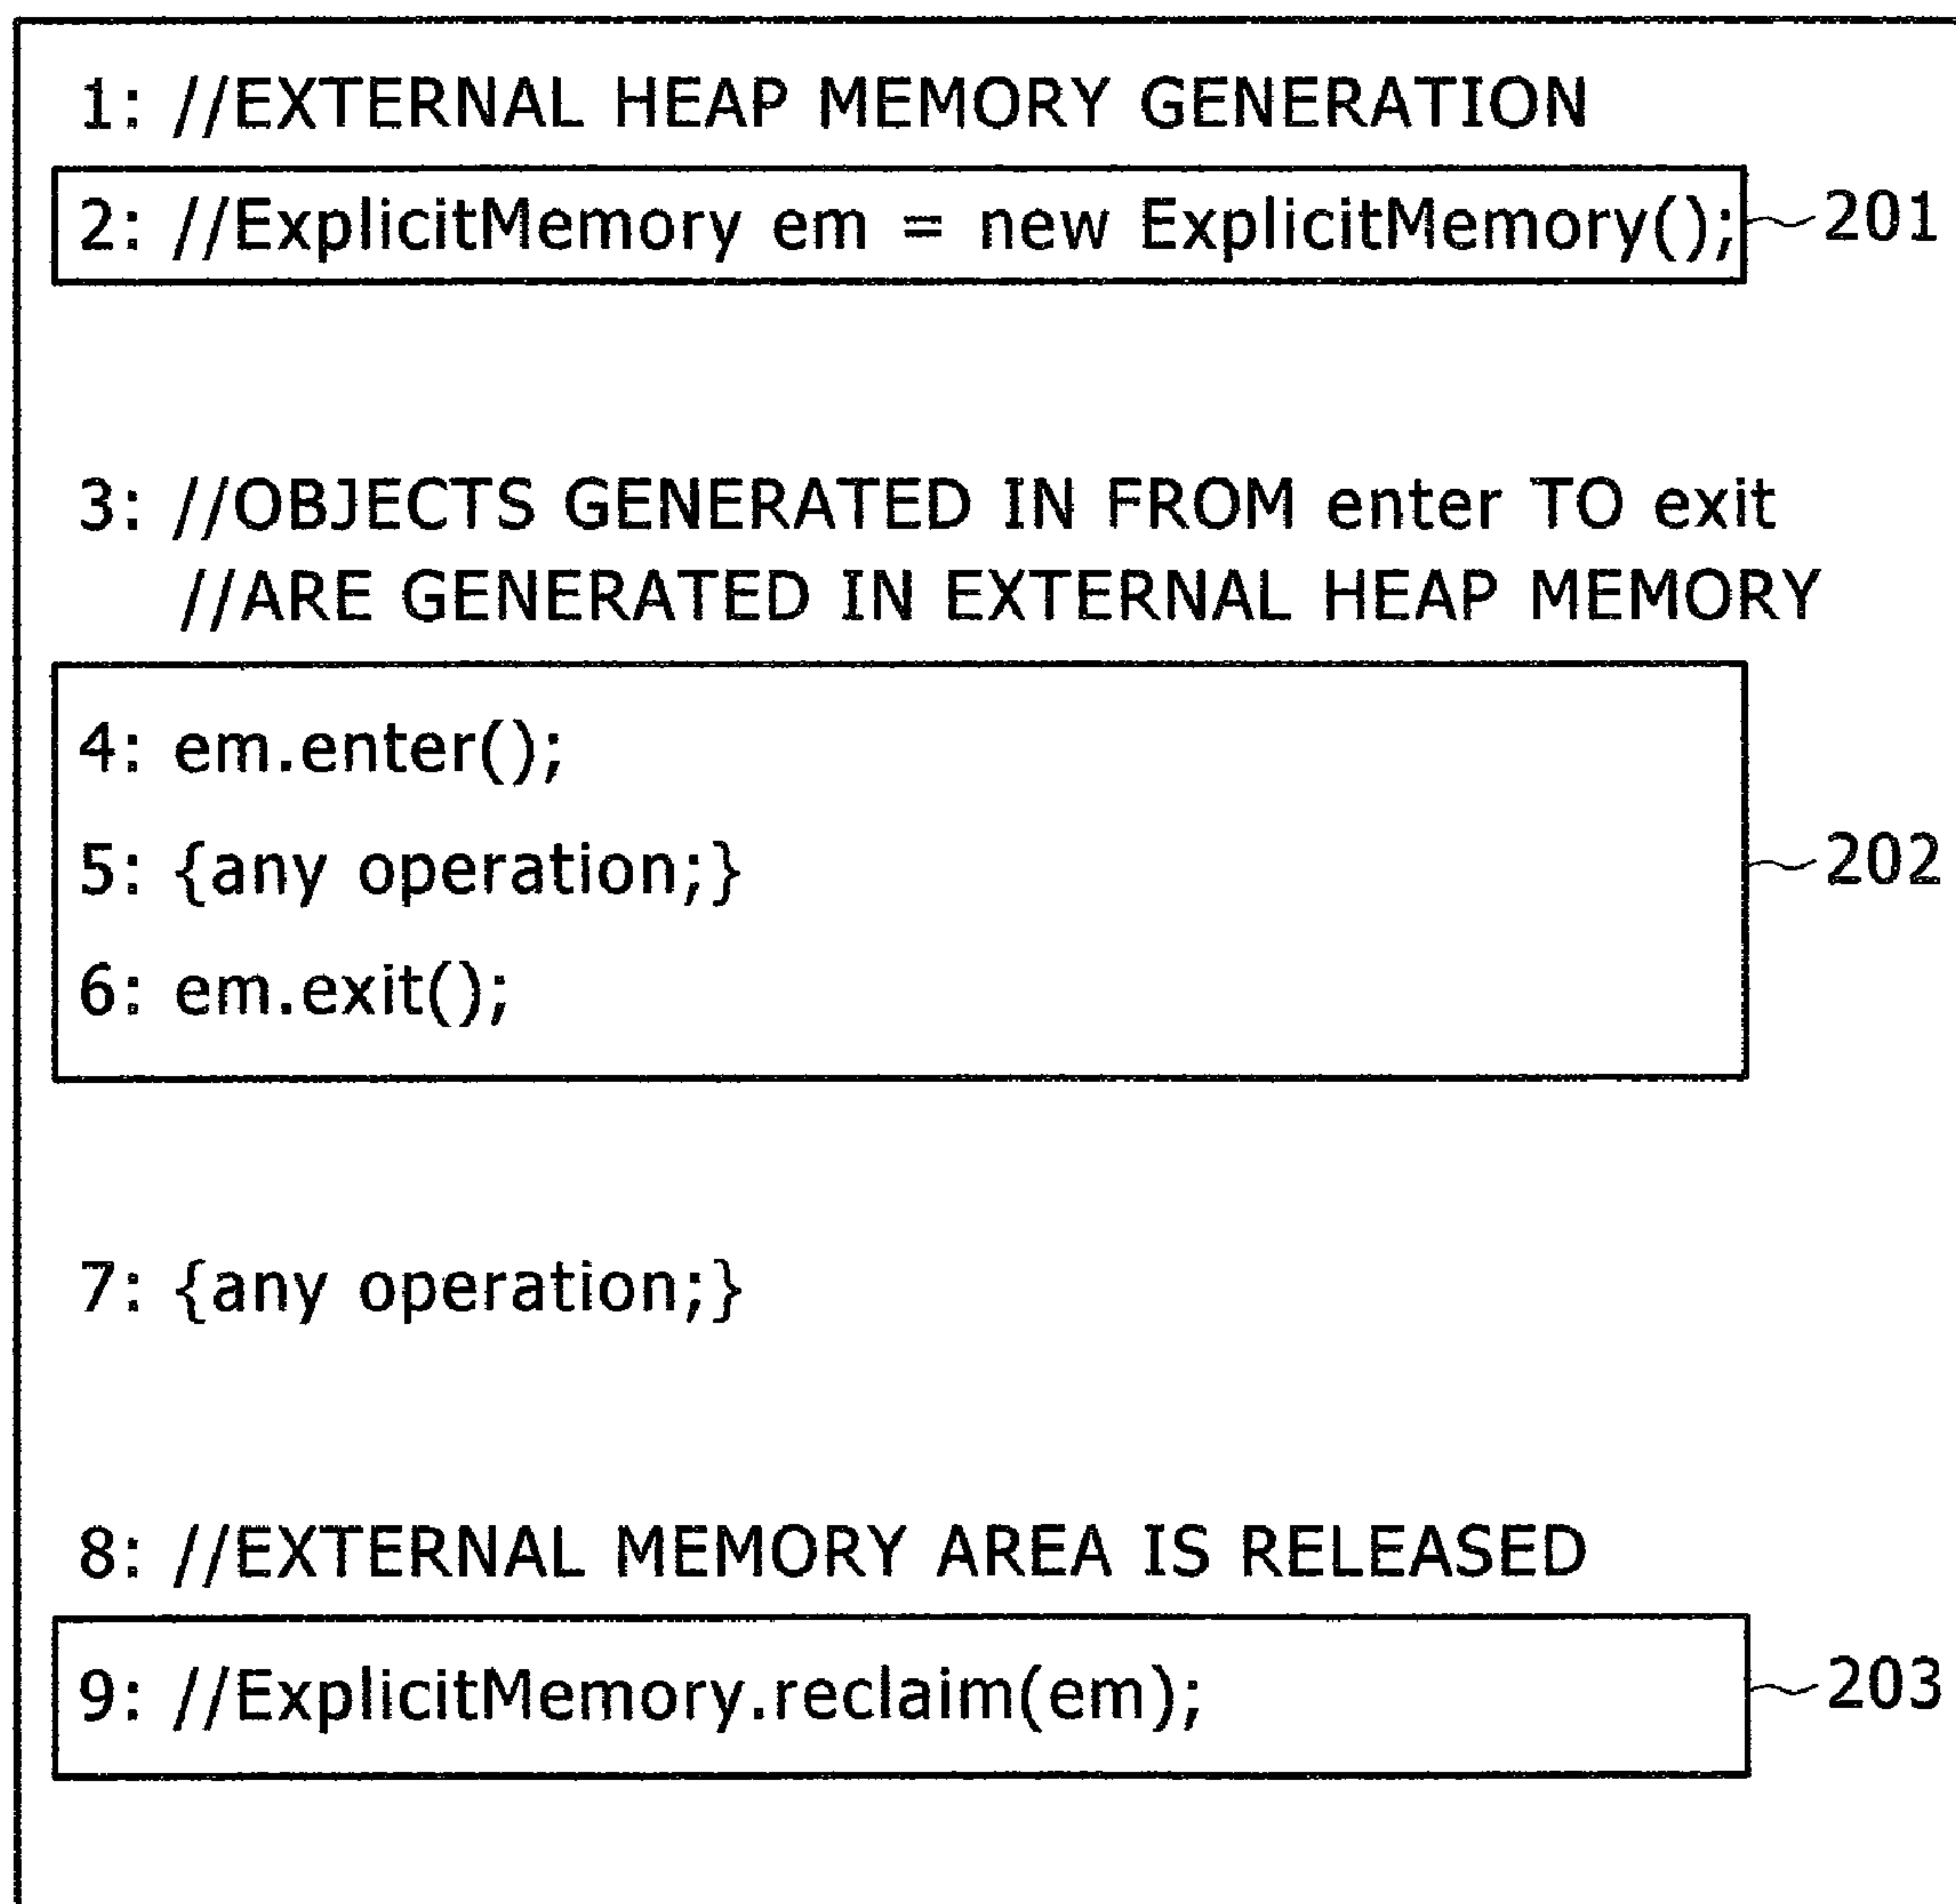 1: //EXTERNAL HEAP MEMORY GENERATION
2: //ExplicitMemory em = new ExplicitMemory(); 201
3: //OBJECTS GENERATED IN FROM enter TO exit
//ARE GENERATED IN EXTERNAL HEAP MEMORY
4: em.enter();
5: {any operation;} 202
6: em.exit();
7: {any operation;}
8: //EXTERNAL MEMORY AREA IS RELEASED
9: //ExplicitMemory.reclaim(em); 203